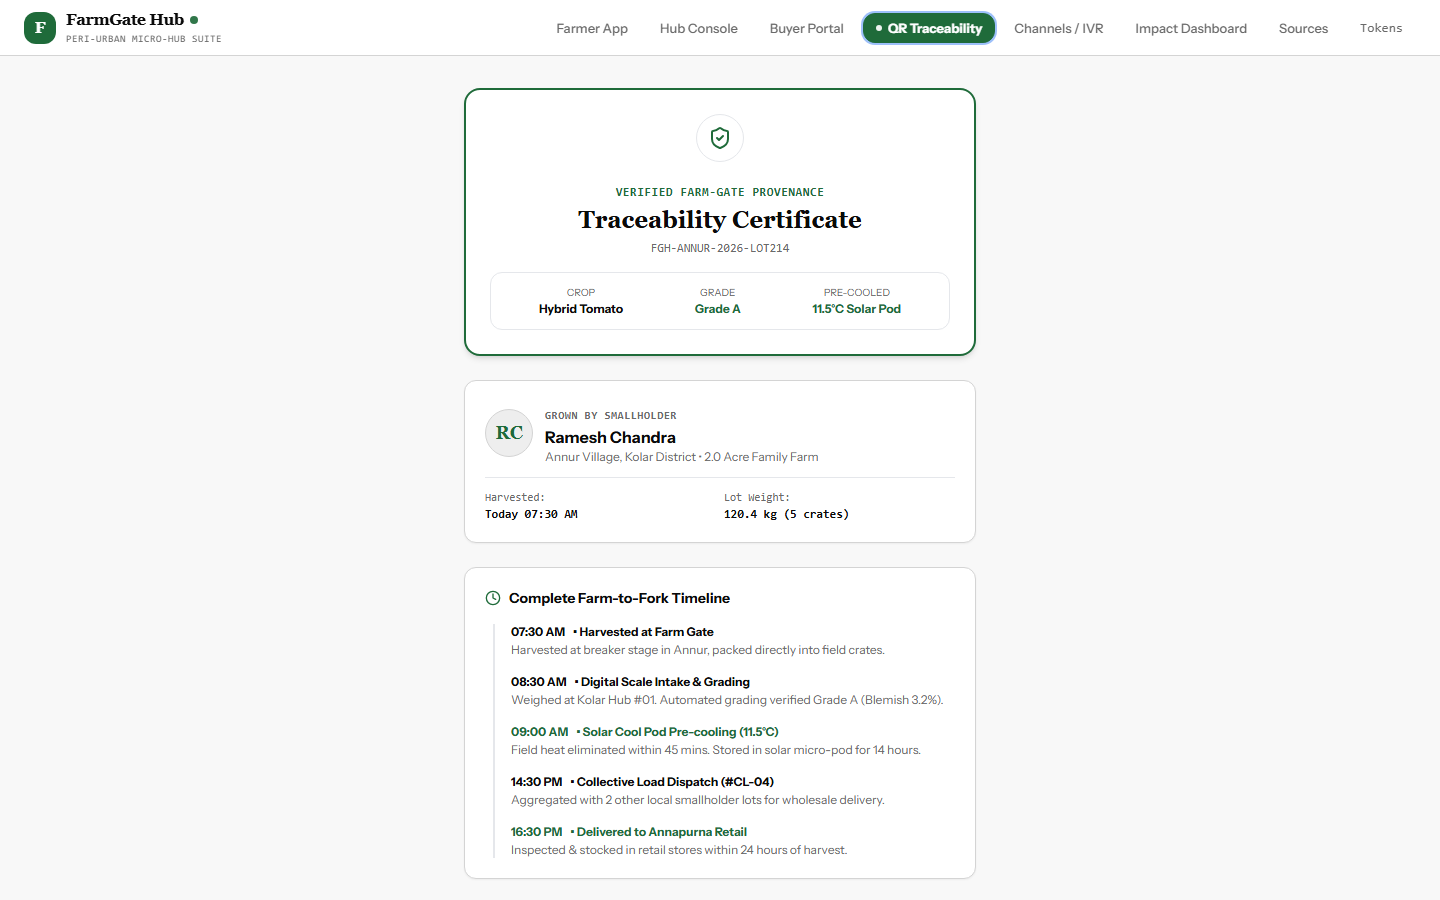 F
FarmGate Hub
PERI-URBAN MICRO-HUB SUITE
Farmer App
Hub Console
Buyer Portal
QR Traceability
Channels / IVR
Impact Dashboard
Sources
Tokens
VERIFIED FARM-GATE PROVENANCE
Traceability Certificate
FGH-ANNUR-2026-LOT214
CROP
Hybrid Tomato
GRADE
Grade A
PRE-COOLED
11.5°C Solar Pod
RC
GROWN BY SMALLHOLDER
Ramesh Chandra
Annur Village, Kolar District • 2.0 Acre Family Farm
Harvested:
Today 07:30 AM
Lot Weight:
120.4 kg (5 crates)
Complete Farm-to-Fork Timeline
07:30 AM • Harvested at Farm Gate
Harvested at breaker stage in Annur, packed directly into field crates.
08:30 AM • Digital Scale Intake & Grading
Weighed at Kolar Hub #01. Automated grading verified Grade A (Blemish 3.2%).
09:00 AM • Solar Cool Pod Pre-cooling (11.5°C)
Field heat eliminated within 45 mins. Stored in solar micro-pod for 14 hours.
14:30 PM • Collective Load Dispatch (#CL-04)
Aggregated with 2 other local smallholder lots for wholesale delivery.
16:30 PM • Delivered to Annapurna Retail
Inspected & stocked in retail stores within 24 hours of harvest.